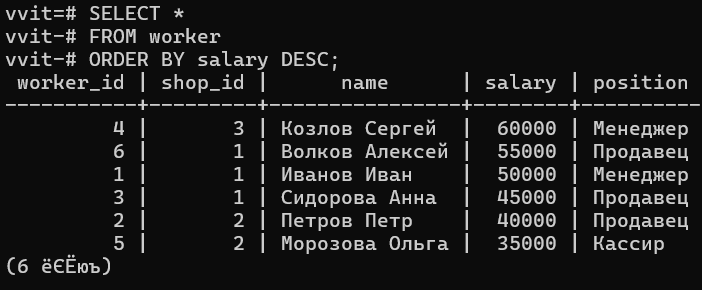 vvit=# SELECT *
vvit-# FROM worker
vvit-# ORDER BY salary DESC;
 worker_id | shop_id |      name      | salary | position
-----------+---------+----------------+--------+----------
         4 |       3 | Козлов Сергей  |  60000 | Менеджер
         6 |       1 | Волков Алексей |  55000 | Продавец
         1 |       1 | Иванов Иван    |  50000 | Менеджер
         3 |       1 | Сидорова Анна  |  45000 | Продавец
         2 |       2 | Петров Петр    |  40000 | Продавец
         5 |       2 | Морозова Ольга |  35000 | Кассир
(6 ёЄЁюъ)